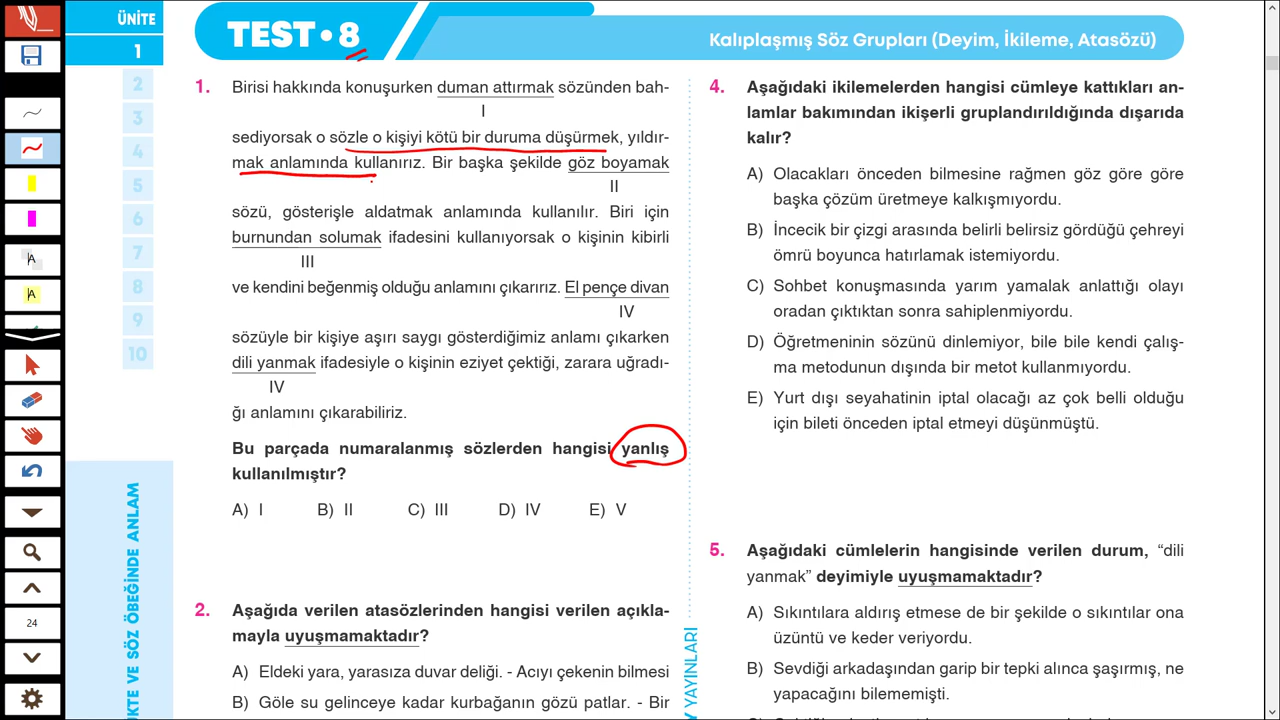 ÜNİTE
1
2
3
4
5
6
7
8
9
10
TEST • 8
Kalıplaşmış Söz Grupları (Deyim, İkileme, Atasözü)
1. Birisi hakkında konuşurken duman attırmak sözünden bah-
I
sediyorsak o sözle o kişiyi kötü bir duruma düşürmek, yıldır-
mak anlamında kullanırız. Bir başka şekilde göz boyamak
II
sözü, gösterişle aldatmak anlamında kullanılır. Biri için
burnundan solumak ifadesini kullanıyorsak o kişinin kibirli
III
ve kendini beğenmiş olduğu anlamını çıkarırız. El pençe divan
IV
sözüyle bir kişiye aşırı saygı gösterdiğimiz anlamı çıkarken
dili yanmak ifadesiyle o kişinin eziyet çektiği, zarara uğradı-
IV
ğı anlamını çıkarabiliriz.
Bu parçada numaralanmış sözlerden hangisi yanlış
kullanılmıştır?
A) I B) II C) III D) IV E) V
2. Aşağıda verilen atasözlerinden hangisi verilen açıkla-
mayla uyuşmamaktadır?
A) Eldeki yara, yarasıza duvar deliği. - Acıyı çekenin bilmesi
B) Göle su gelinceye kadar kurbağanın gözü patlar. - Bir
4. Aşağıdaki ikilemelerden hangisi cümleye kattıkları an-
lamlar bakımından ikişerli gruplandırıldığında dışarıda
kalır?
A) Olacakları önceden bilmesine rağmen göz göre göre
başka çözüm üretmeye kalkışmıyordu.
B) İncecik bir çizgi arasında belirli belirsiz gördüğü çehreyi
ömrü boyunca hatırlamak istemiyordu.
C) Sohbet konuşmasında yarım yamalak anlattığı olayı
oradan çıktıktan sonra sahiplenmiyordu.
D) Öğretmeninin sözünü dinlemiyor, bile bile kendi çalış-
ma metodunun dışında bir metot kullanmıyordu.
E) Yurt dışı seyahatinin iptal olacağı az çok belli olduğu
için bileti önceden iptal etmeyi düşünmüştü.
5. Aşağıdaki cümlelerin hangisinde verilen durum, “dili
yanmak” deyimiyle uyuşmamaktadır?
A) Sıkıntılara aldırış etmese de bir şekilde o sıkıntılar ona
üzüntü ve keder veriyordu.
B) Sevdiği arkadaşından garip bir tepki alınca şaşırmış, ne
yapacağını bilememişti.
YAYINLARI
ÜKTE VE SÖZ ÖBEĞİNDE ANLAM
A
A
24